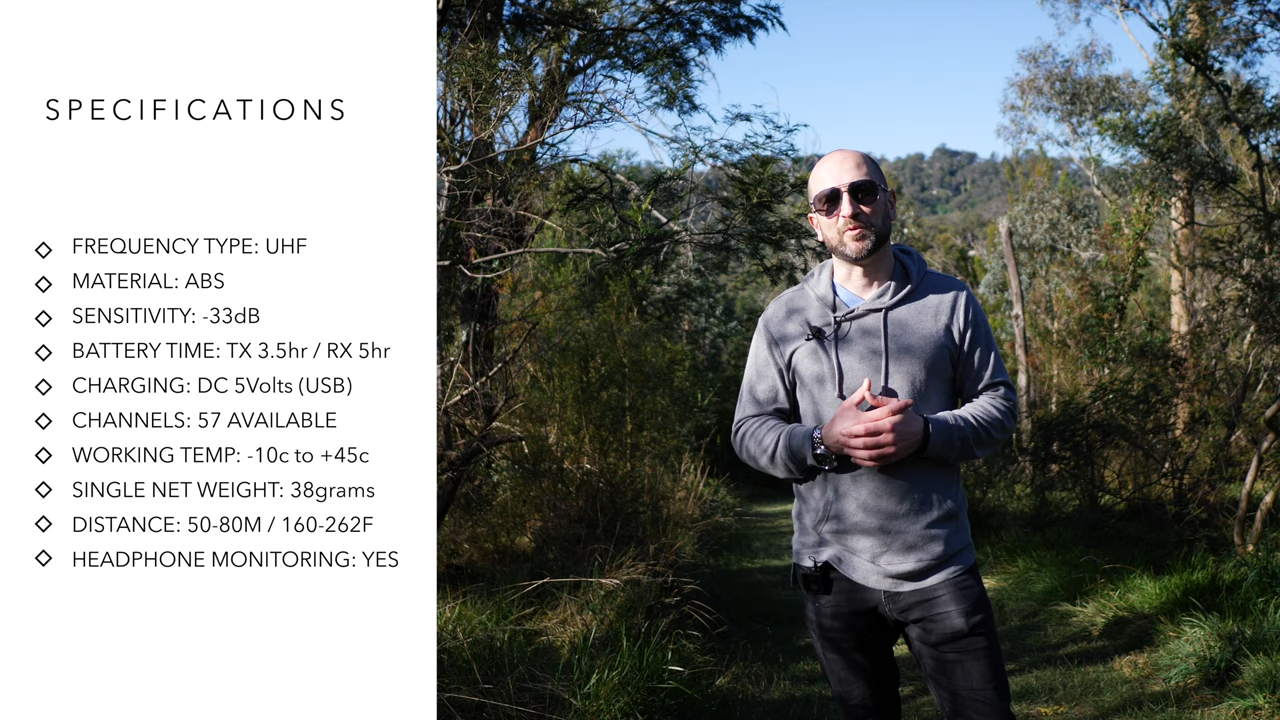 SPECIFICATIONS
FREQUENCY TYPE: UHF
MATERIAL: ABS
SENSITIVITY: -33dB
BATTERY TIME: TX 3.5hr / RX 5hr
CHARGING: DC 5Volts (USB)
CHANNELS: 57 AVAILABLE
WORKING TEMP: -10c to +45c
SINGLE NET WEIGHT: 38grams
DISTANCE: 50-80M / 160-262F
HEADPHONE MONITORING: YES